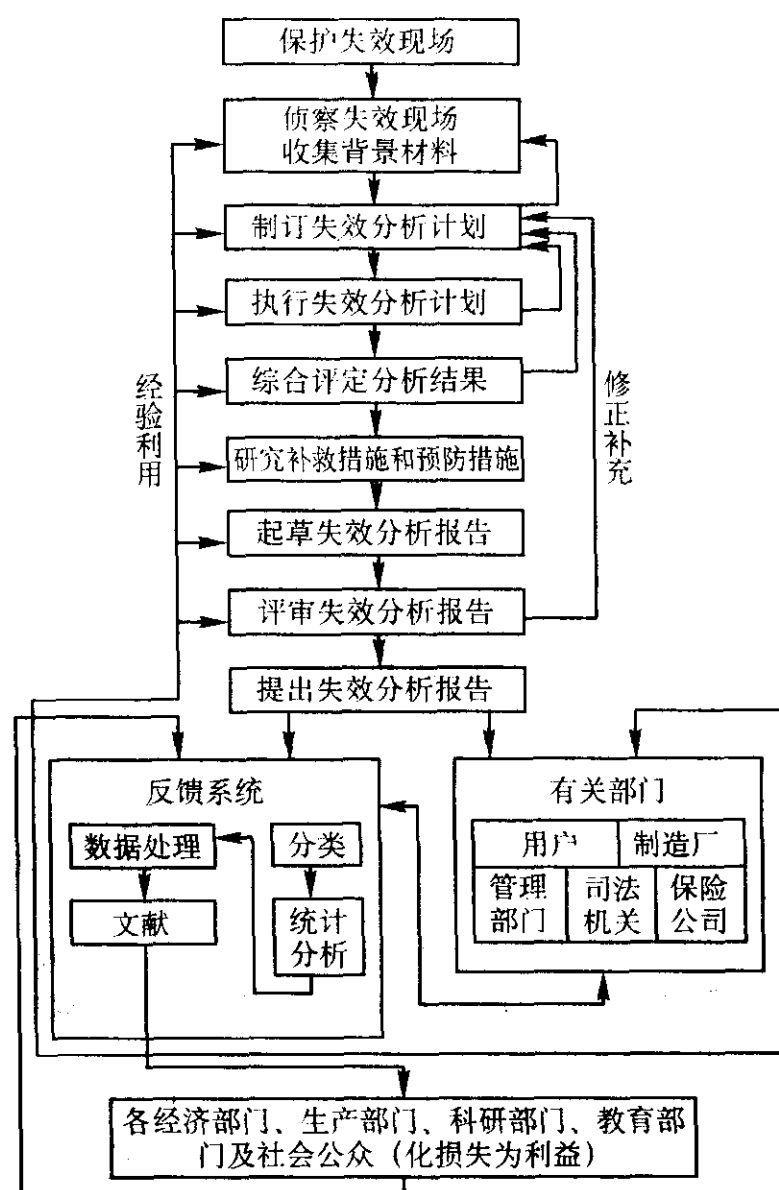 保护失效现场
侦察失效现场
收集背景材料
制订失效分析计划
执行失效分析计划
综合评定分析结果
经验利用
修正补充
研究补救措施和预防措施
起草失效分析报告
评审失效分析报告
提出失效分析报告
反馈系统
数据处理
分类
文献
统计
分析
有关部门
用户
制造厂
管理
部门
司法
机关
保险
公司
各经济部门、生产部门、科研部门、教育部
门及社会公众（化损失为利益）